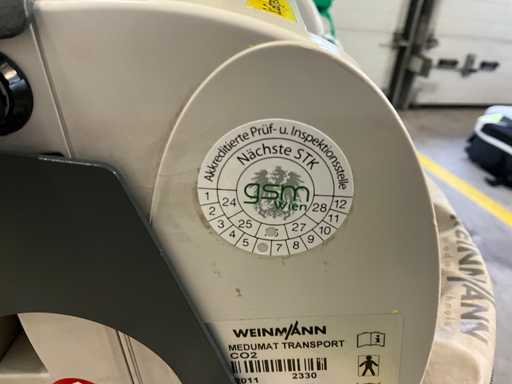 Akkreditierte Prüf- u. Inspektionsstelle
Nächste STK
gsm
Wien
1 24 28 12
2 25 27 11
3 4 5 7 8 9 10
WEINMANN
MEDUMAT TRANSPORT
CO2
2011 2330
WEINMANN